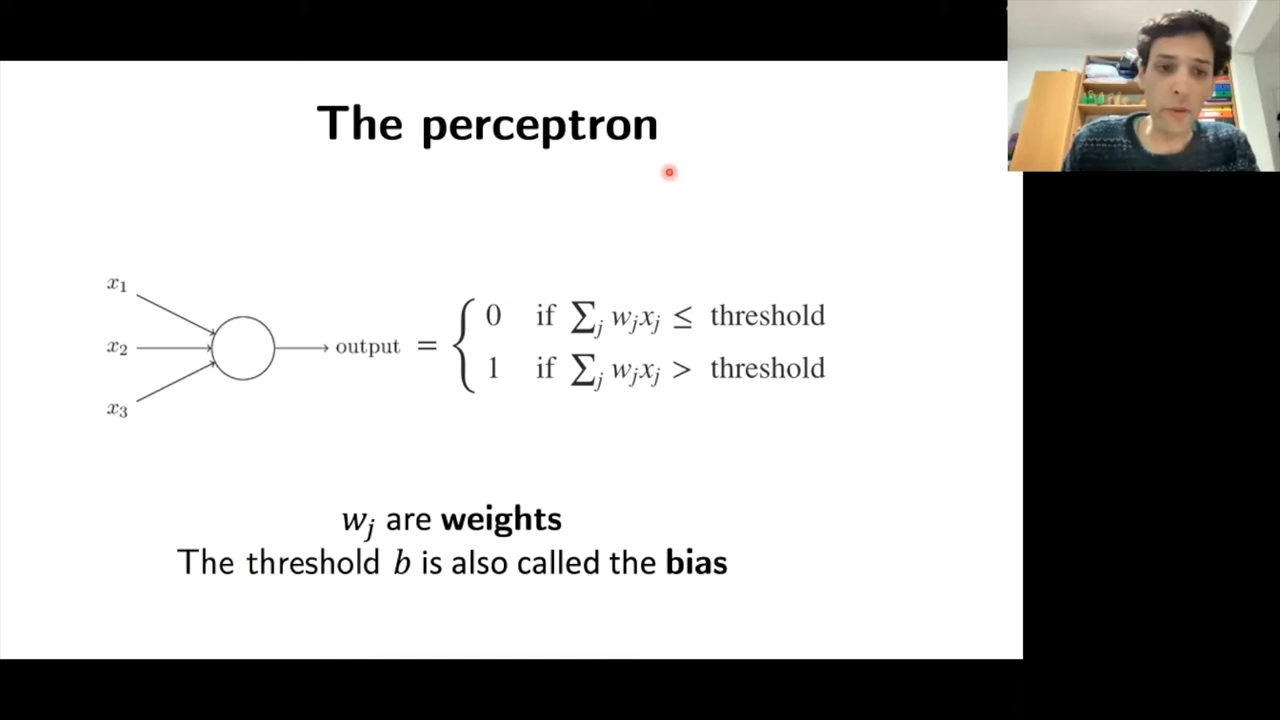 The perceptron
x₁
x₂
x₃
output = { 0 if ∑ⱼ wⱼxⱼ ≤ threshold
1 if ∑ⱼ wⱼxⱼ > threshold
wⱼ are weights
The threshold b is also called the bias